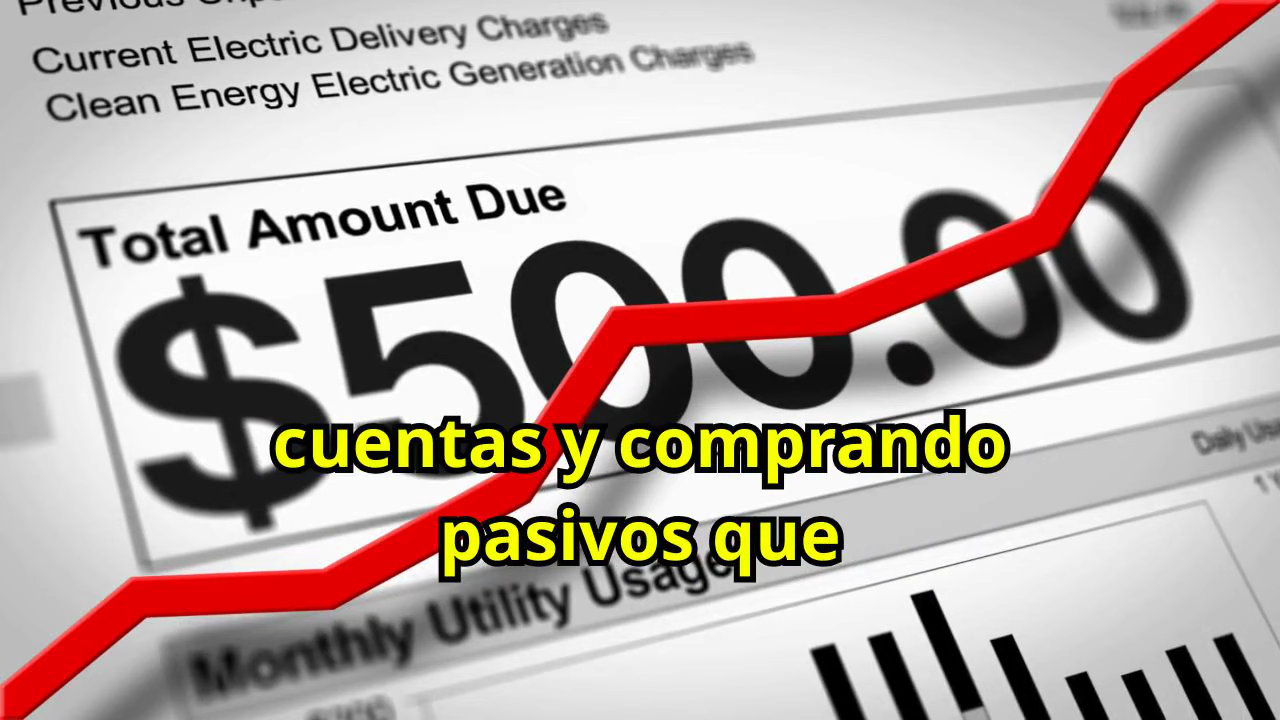 Current Electric Delivery Charges
Clean Energy Electric Generation Charges
Total Amount Due
$500.00
cuentas y comprando
pasivos que
Monthly Utility Usage